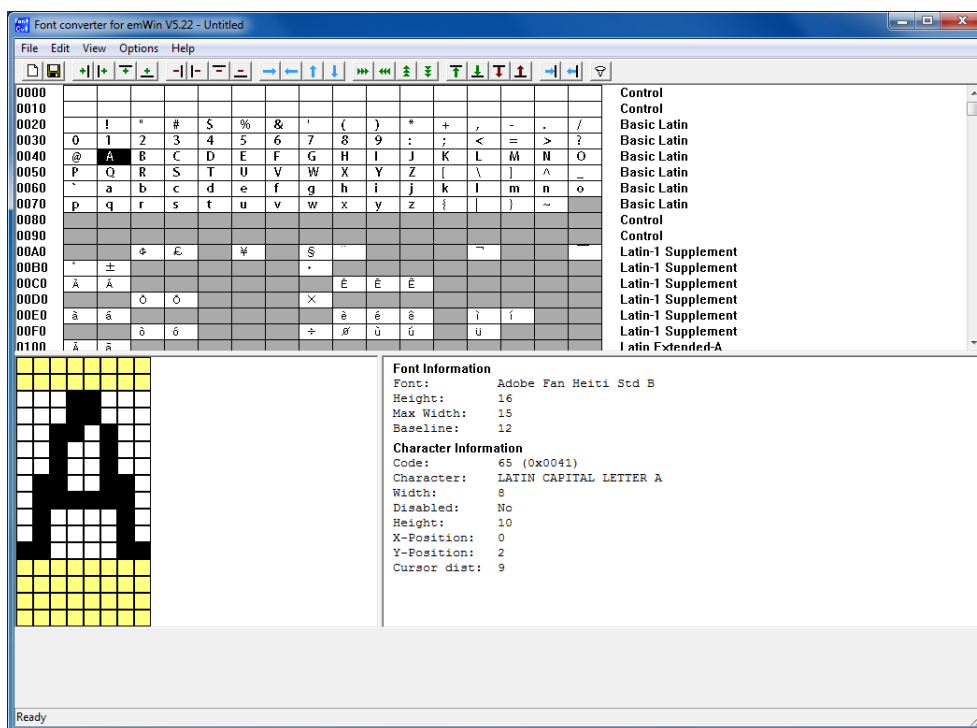 Font converter for emWin V5.22 - Untitled
File Edit View Options Help
0000 Control
0010 Control
0020 ! " # $ % & ' ( ) * + , - . / Basic Latin
0030 0 1 2 3 4 5 6 7 8 9 : ; < = > ? Basic Latin
0040 @ A B C D E F G H I J K L M N O Basic Latin
0050 P Q R S T U V W X Y Z [ \ ] ^ _ Basic Latin
0060 ` a b c d e f g h i j k l m n o Basic Latin
0070 p q r s t u v w x y z { | } ~ Basic Latin
0080 Control
0090 Control
00A0 ¢ £ ¥ § ¨ ¬ ¯ Latin-1 Supplement
00B0 ° ± · Latin-1 Supplement
00C0 À Á È É Ê Latin-1 Supplement
00D0 Ò Ó × Latin-1 Supplement
00E0 à á è é ê ì í Latin-1 Supplement
00F0 ò ó ÷ ø ù ú ü Latin-1 Supplement
0100 Ā ā Latin Extended-A
Font Information
Font: Adobe Fan Heiti Std B
Height: 16
Max Width: 15
Baseline: 12
Character Information
Code: 65 (0x0041)
Character: LATIN CAPITAL LETTER A
Width: 8
Disabled: No
Height: 10
X-Position: 0
Y-Position: 2
Cursor dist: 9
A
Ready